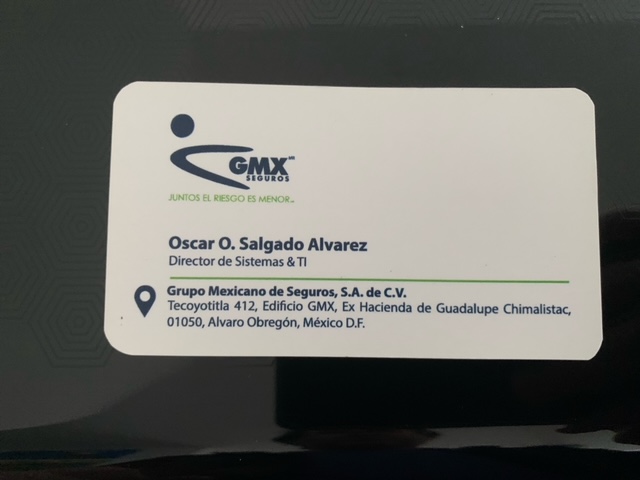 GMX MR
SEGUROS
JUNTOS EL RIESGO ES MENOR
Oscar O. Salgado Alvarez
Director de Sistemas & TI
Grupo Mexicano de Seguros, S.A. de C.V.
Tecoyotitla 412, Edificio GMX, Ex Hacienda de Guadalupe Chimalistac,
01050, Alvaro Obregón, México D.F.